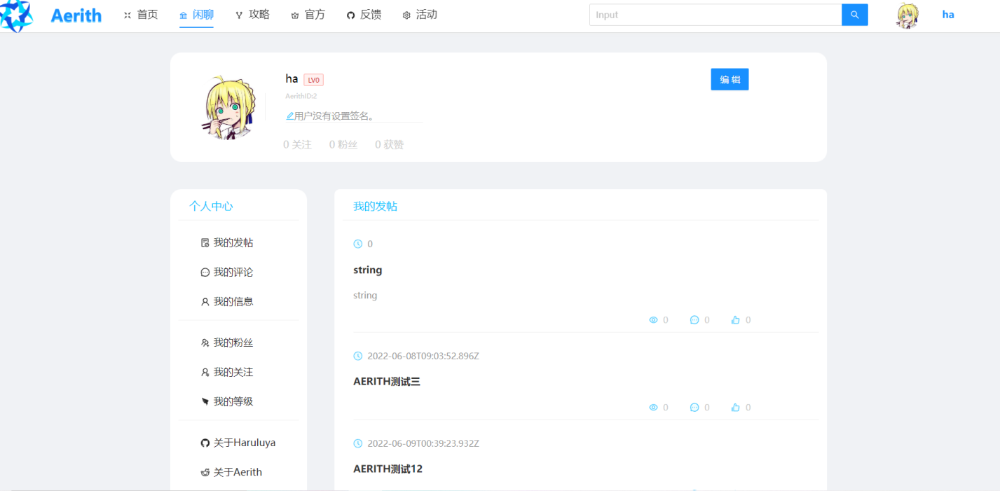 Aerith 首页 闲聊 攻略 官方 反馈 活动 Input ha
ha LV0
编 辑
AerithID:2
用户没有设置签名。
0 关注 0 粉丝 0 获赞
个人中心
我的发帖
我的评论
我的信息
我的粉丝
我的关注
我的等级
关于Haruluya
关于Aerith
我的发帖
0
string
string
0 0 0
2022-06-08T09:03:52.896Z
AERITH测试三
0 0 0
2022-06-09T00:39:23.932Z
AERITH测试12